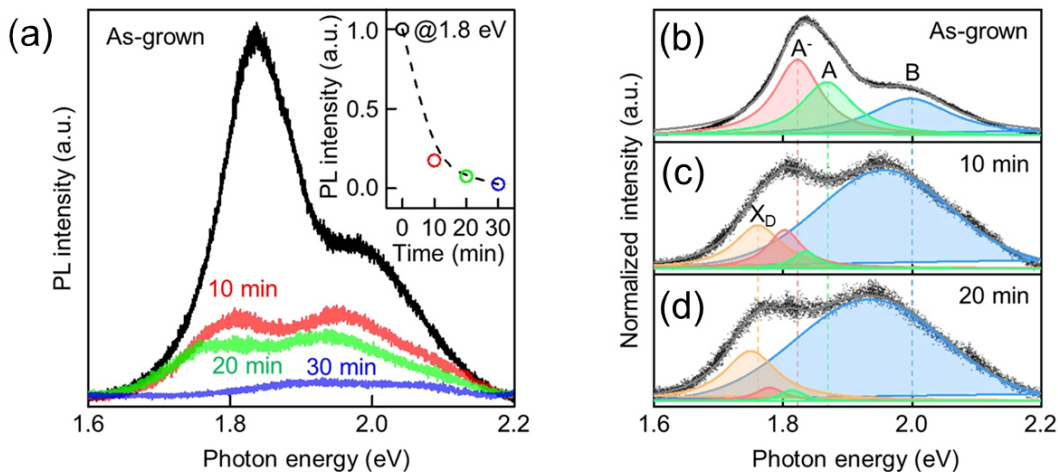 (a)
As-grown
@1.8 eV
PL intensity (a.u.)
1.0
0.5
0.0
0 10 20 30
Time (min)
10 min
20 min
30 min
PL intensity (a.u.)
1.6 1.8 2.0 2.2
Photon energy (eV)
(b)
As-grown
A-
A
B
(c)
10 min
XD
(d)
20 min
Normalized intensity (a.u.)
1.6 1.8 2.0 2.2
Photon energy (eV)